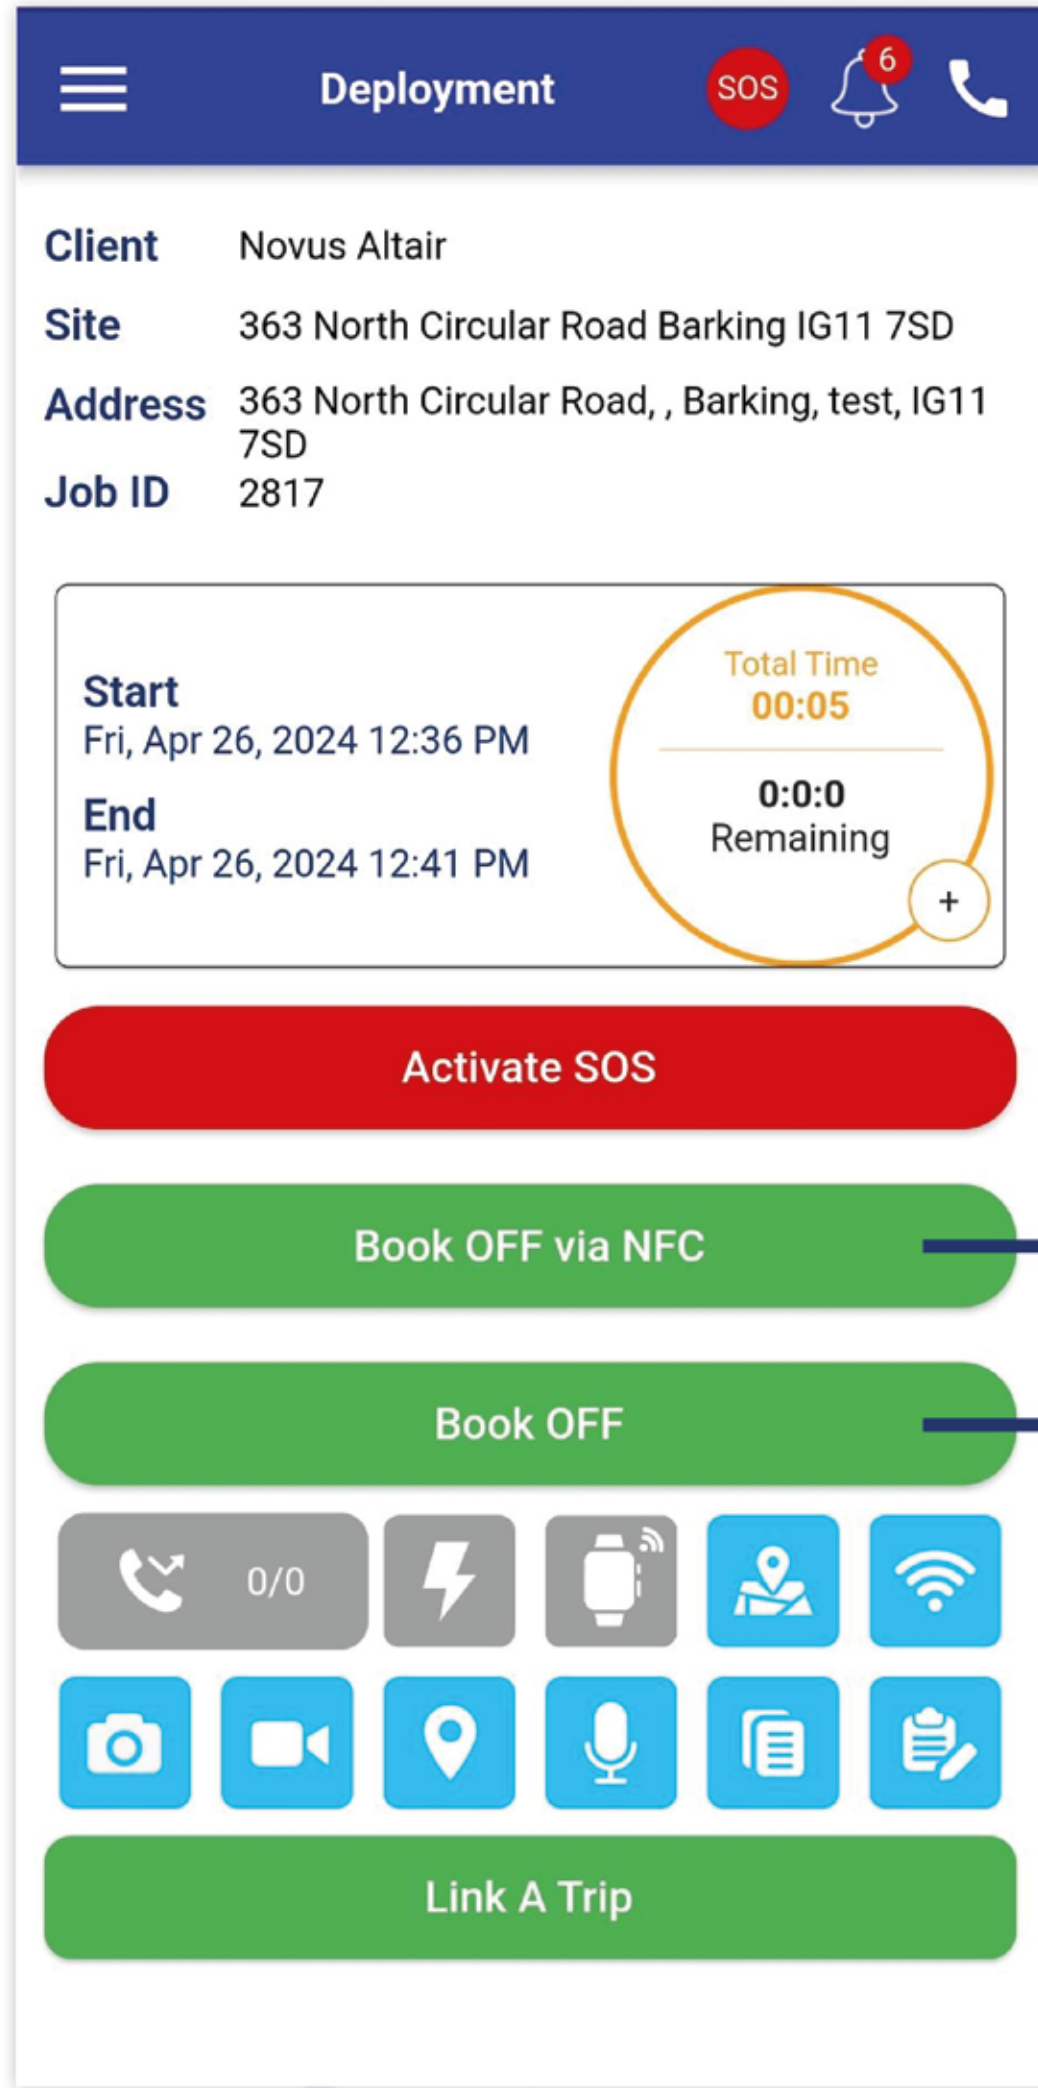 Deployment
SOS
6
Client Novus Altair
Site 363 North Circular Road Barking IG11 7SD
Address 363 North Circular Road, , Barking, test, IG11
7SD
Job ID 2817
Start
Fri, Apr 26, 2024 12:36 PM
End
Fri, Apr 26, 2024 12:41 PM
Total Time
00:05
0:0:0
Remaining
+
Activate SOS
Book OFF via NFC
Book OFF
0/0
Link A Trip